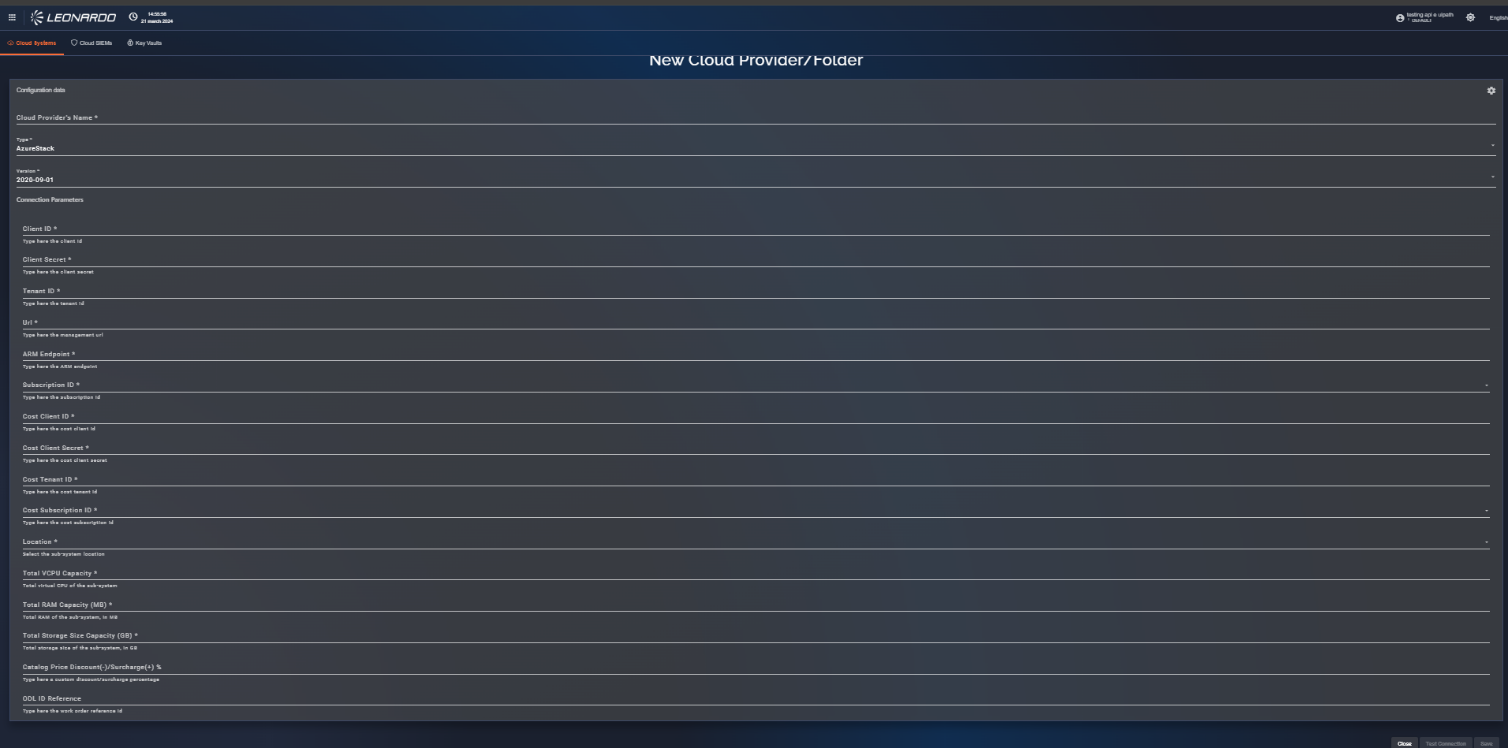 LEONARDO
14:55:58
21 march 2024
testing api e uipath
DEFAULT
English
Cloud Systems
Cloud SIEMs
Key Vaults
New Cloud Provider/Folder
Configuration data
Cloud Provider's Name *
Type *
AzureStack
Version *
2020-09-01
Connection Parameters
Client ID *
Type here the client id
Client Secret *
Type here the client secret
Tenant ID *
Type here the tenant id
Url *
Type here the management url
ARM Endpoint *
Type here the ARM endpoint
Subscription ID *
Type here the subscription id
Cost Client ID *
Type here the cost client id
Cost Client Secret *
Type here the cost client secret
Cost Tenant ID *
Type here the cost tenant id
Cost Subscription ID *
Type here the cost subscription id
Location *
Select the sub-system location
Total VCPU Capacity *
Total virtual CPU of the sub-system
Total RAM Capacity (MB) *
Total RAM of the sub-system, in MB
Total Storage Size Capacity (GB) *
Total storage size of the sub-system, in GB
Catalog Price Discount(-)/Surcharge(+) %
Type here a custom discount/surcharge percentage
ODL ID Reference
Type here the work order reference id
Close
Test Connection
Save